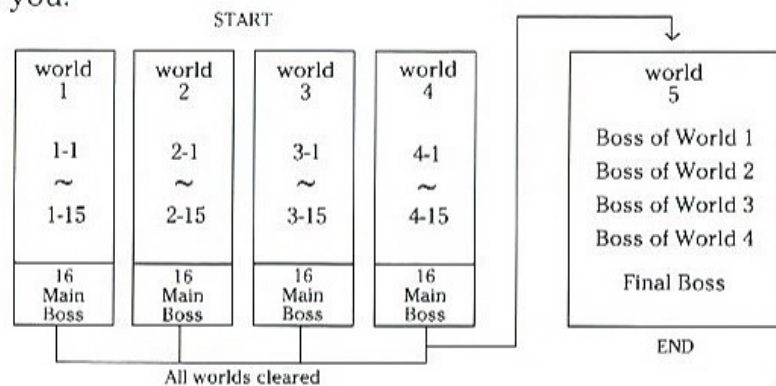 you.
START
world
1
1-1
~
1-15
16
Main
Boss
world
2
2-1
~
2-15
16
Main
Boss
world
3
3-1
~
3-15
16
Main
Boss
world
4
4-1
~
4-15
16
Main
Boss
All worlds cleared
world
5
Boss of World 1
Boss of World 2
Boss of World 3
Boss of World 4
Final Boss
END